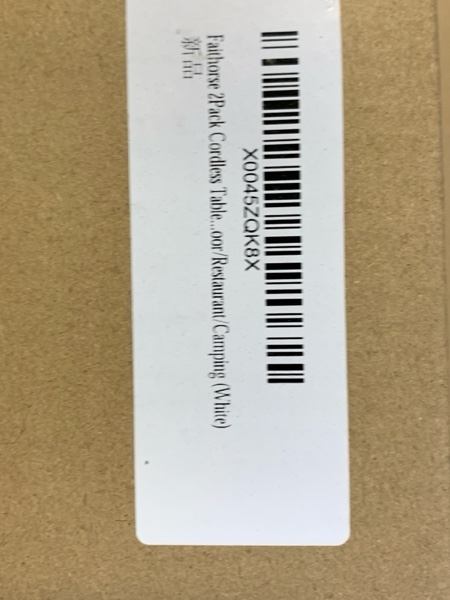 X0045ZQK8X
Faithorse 2Pack Cordless Table...oor/Restaurant/Camping (White)
新品